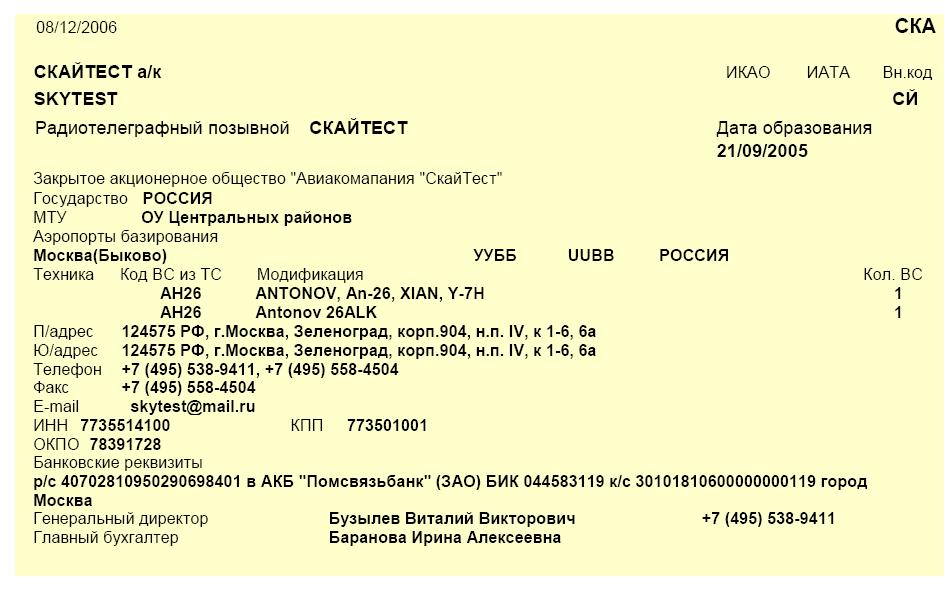 08/12/2006 СКА
СКАЙТЕСТ а/к ИКАО ИАТА Вн.код
SKYTEST СЙ
Радиотелеграфный позывной СКАЙТЕСТ Дата образования
21/09/2005
Закрытое акционерное общество "Авиакомапания "СкайТест"
Государство РОССИЯ
МТУ ОУ Центральных районов
Аэропорты базирования
Москва(Быково) УУББ UUBB РОССИЯ
Техника Код ВС из ТС Модификация Кол. ВС
АН26 ANTONOV, An-26, XIAN, Y-7H 1
АН26 Antonov 26ALK 1
П/адрес 124575 РФ, г.Москва, Зеленоград, корп.904, н.п. IV, к 1-6, 6а
Ю/адрес 124575 РФ, г.Москва, Зеленоград, корп.904, н.п. IV, к 1-6, 6а
Телефон +7 (495) 538-9411, +7 (495) 558-4504
Факс +7 (495) 558-4504
E-mail skytest@mail.ru
ИНН 7735514100 КПП 773501001
ОКПО 78391728
Банковские реквизиты
р/с 40702810950290698401 в АКБ "Помсвязьбанк" (ЗАО) БИК 044583119 к/с 30101810600000000119 город
Москва
Генеральный директор Бузылев Виталий Викторович +7 (495) 538-9411
Главный бухгалтер Баранова Ирина Алексеевна